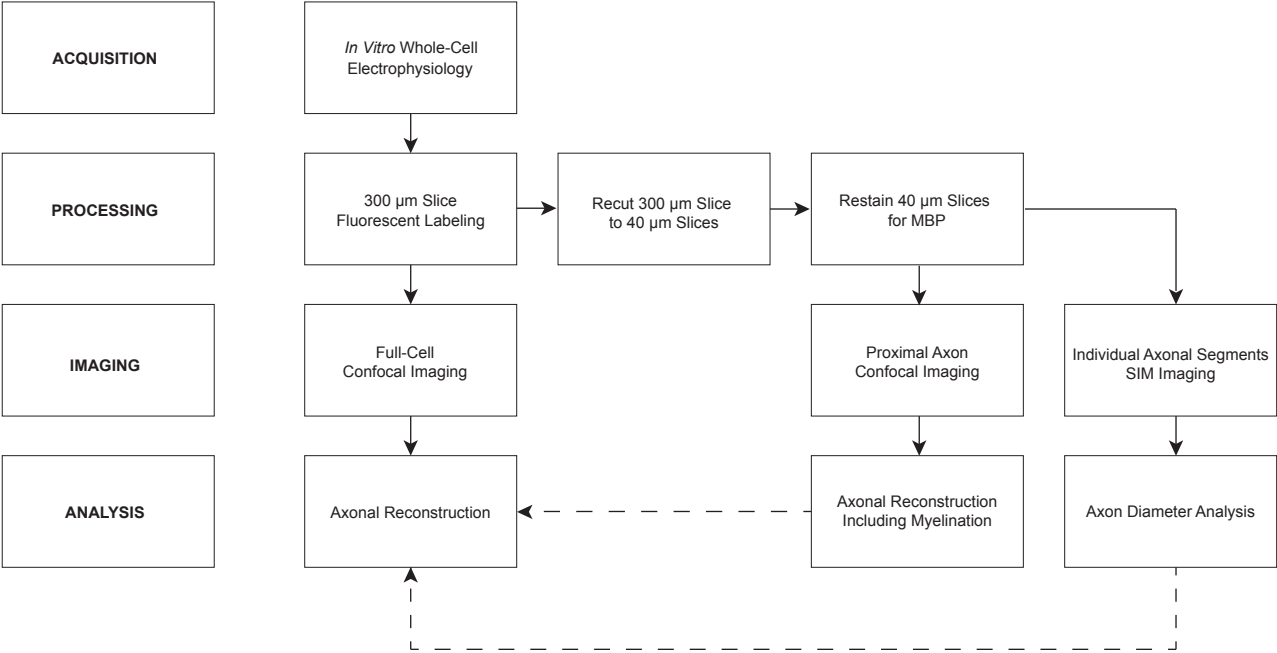 ACQUISITION
In Vitro Whole-Cell
Electrophysiology
PROCESSING
300 µm Slice
Fluorescent Labeling
Recut 300 µm Slice
to 40 µm Slices
Restain 40 µm Slices
for MBP
IMAGING
Full-Cell
Confocal Imaging
Proximal Axon
Confocal Imaging
Individual Axonal Segments
SIM Imaging
ANALYSIS
Axonal Reconstruction
Axonal Reconstruction
Including Myelination
Axon Diameter Analysis